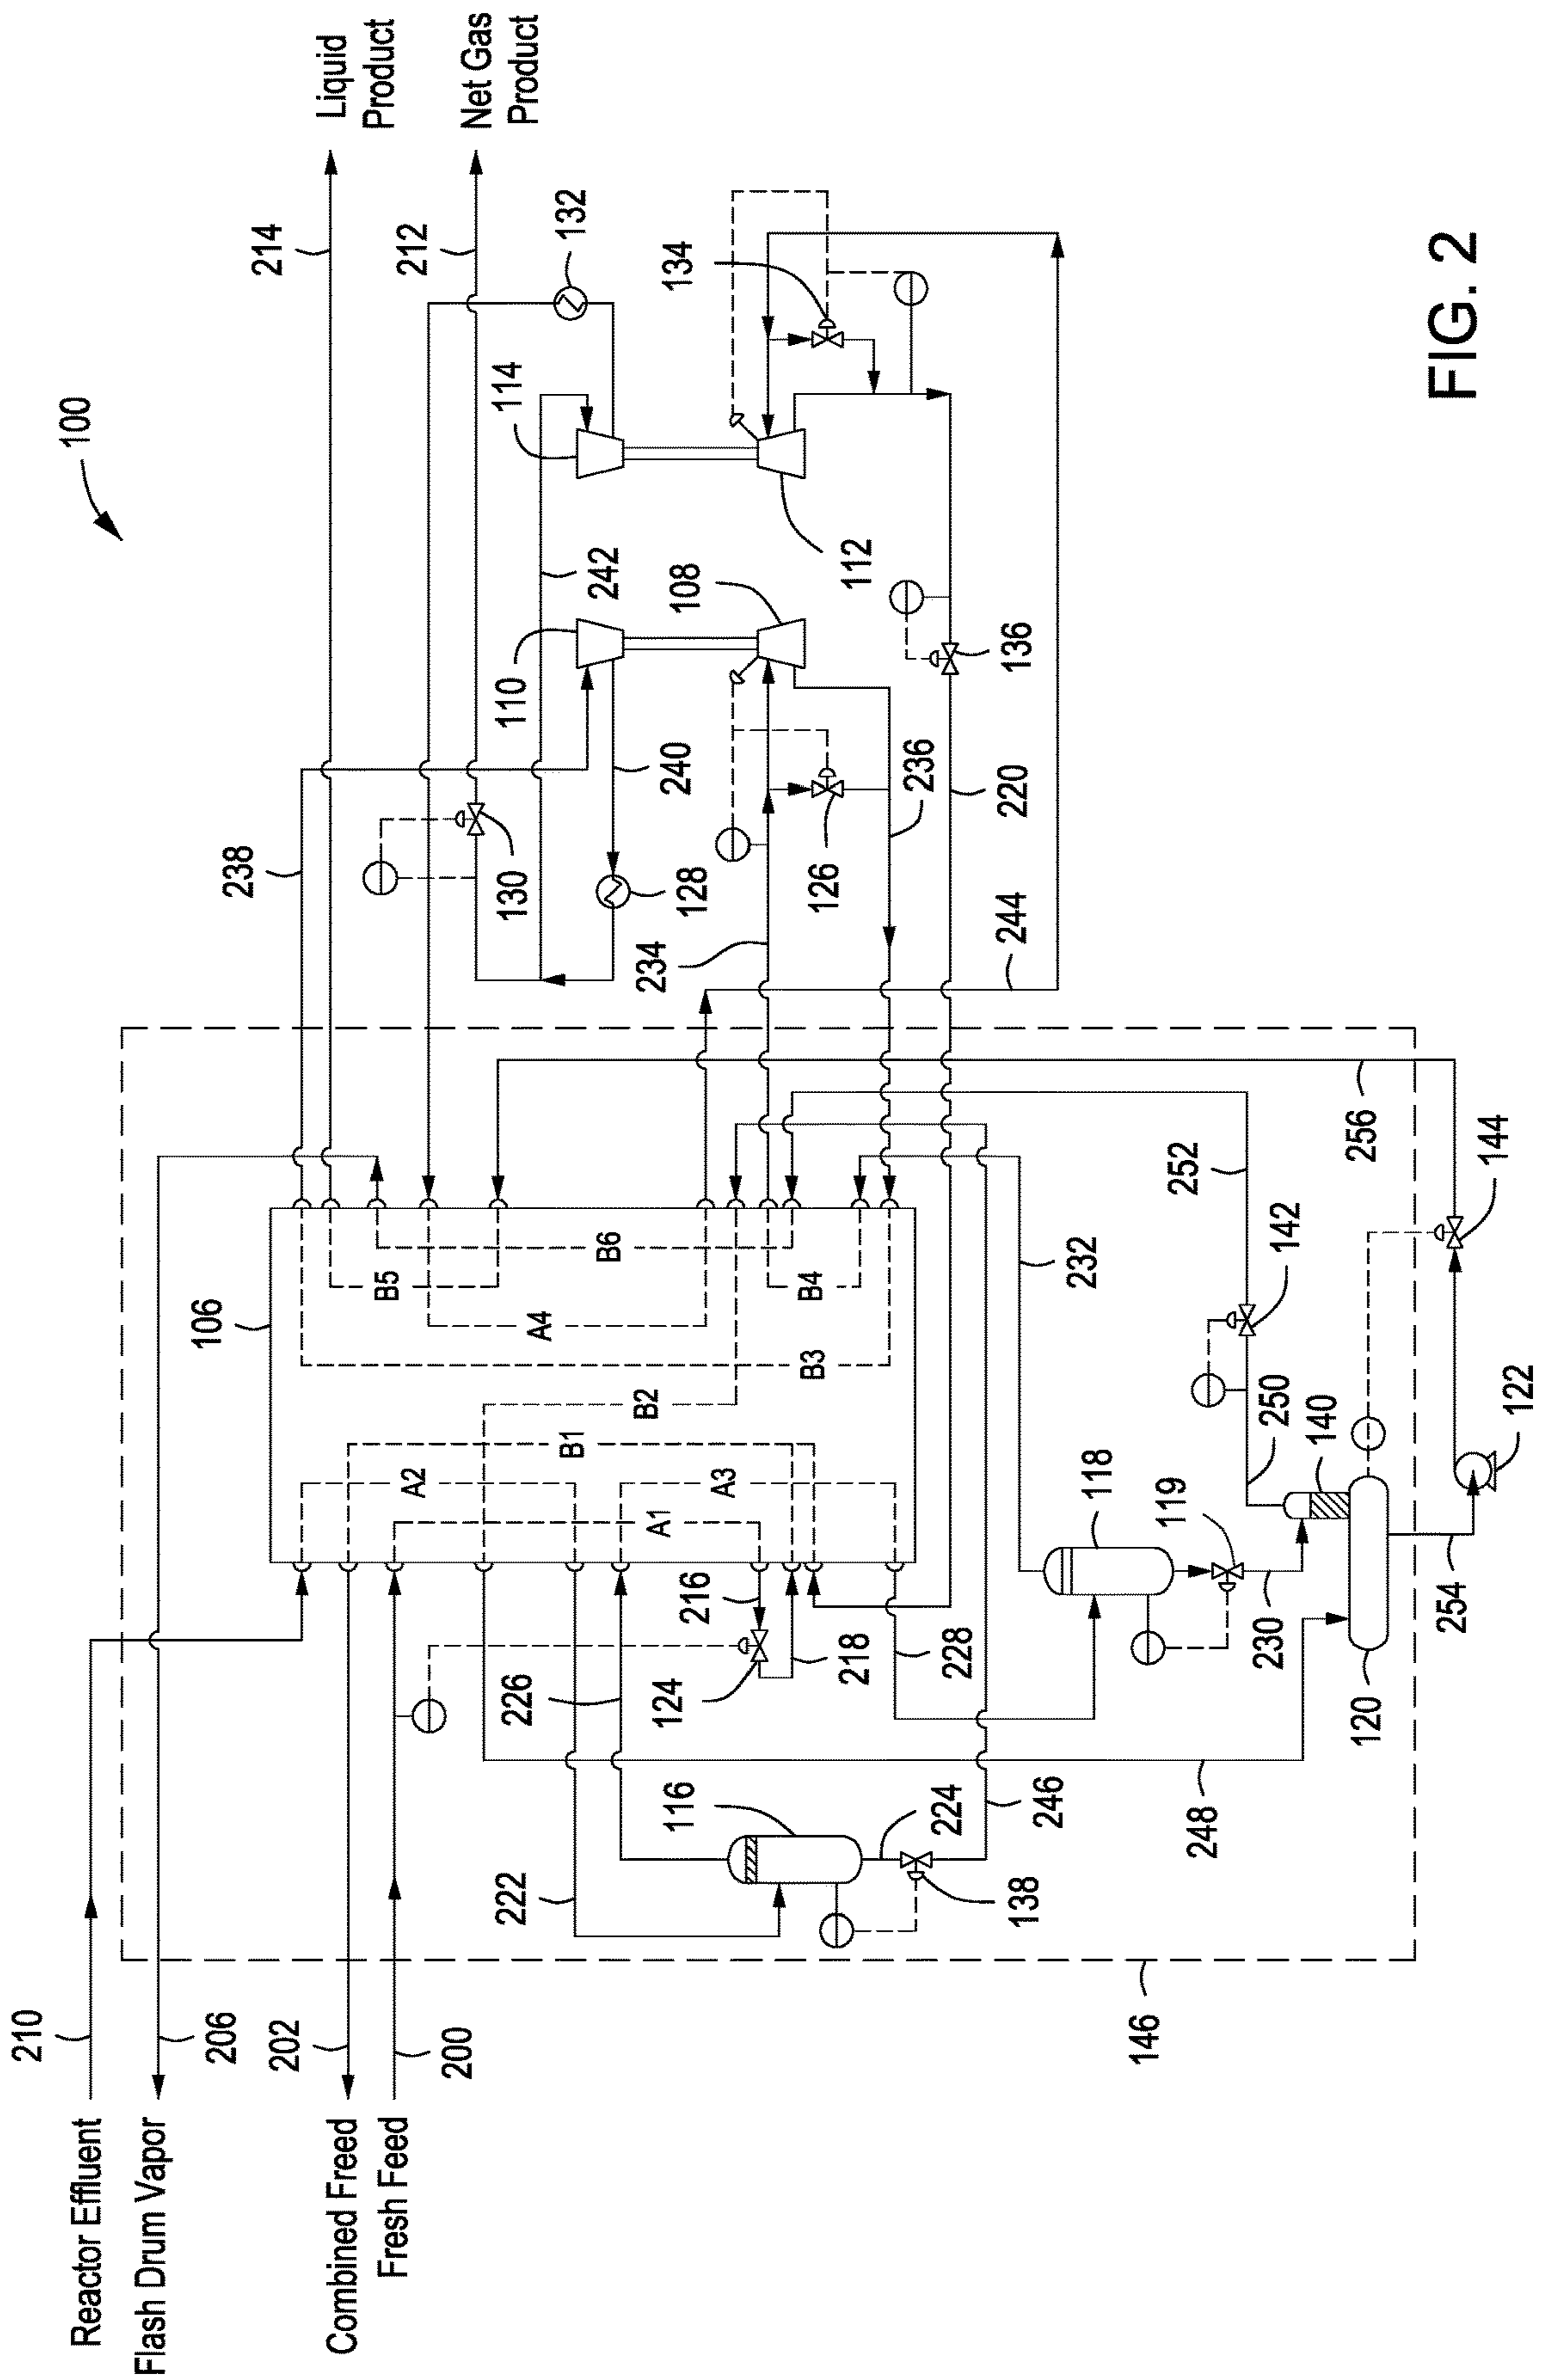 210
Reactor Effluent
100
Flash Drum Vapor
206
106
238
214
Liquid
Product
Combined Freed
202
Fresh Feed
200
212
Net Gas
Product
A2
B5
222
226
130
110
114
A4
B1
B6
242
132
216
A1
B2
240
108
116
124
A3
B3
B4
234
128
134
218
126
112
224
228
236
246
138
244
220
136
232
146
248
118
119
230
250
252
142
140
120
254
256
144
122
FIG. 2